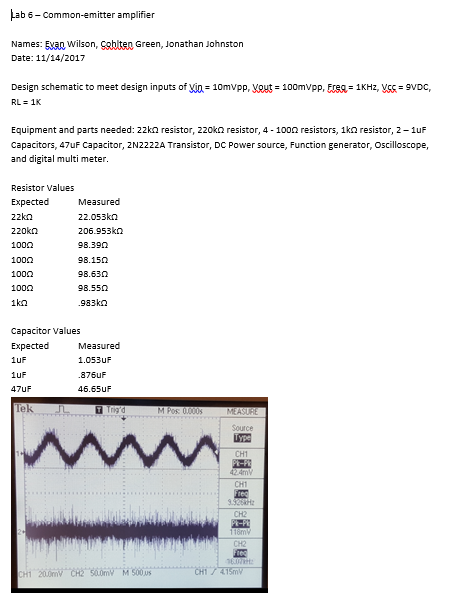 Lab 6 – Common-emitter amplifier
Names: Evan Wilson, Cohlten Green, Jonathan Johnston
Date: 11/14/2017
Design schematic to meet design inputs of Vin = 10mVpp, Vout = 100mVpp, Freq = 1KHz, Vcc = 9VDC,
RL = 1K
Equipment and parts needed: 22kΩ resistor, 220kΩ resistor, 4 - 100Ω resistors, 1kΩ resistor, 2 – 1uF
Capacitors, 47uF Capacitor, 2N2222A Transistor, DC Power source, Function generator, Oscilloscope,
and digital multi meter.
Resistor Values
Expected Measured
22kΩ 22.053kΩ
220kΩ 206.953kΩ
100Ω 98.39Ω
100Ω 98.15Ω
100Ω 98.63Ω
100Ω 98.55Ω
1kΩ .983kΩ
Capacitor Values
Expected Measured
1uF 1.053uF
1uF .876uF
47uF 46.65uF
Tek T Trig'd M Pos: 0.000s MEASURE
Source
Type
1
CH1
Pk-Pk
42.4mV
CH1
Freq
CH2
Pk-Pk
118mV
2
CH2
Freq
CH1 20.0mV CH2 50.0mV M 500us CH1 / 4.15mV